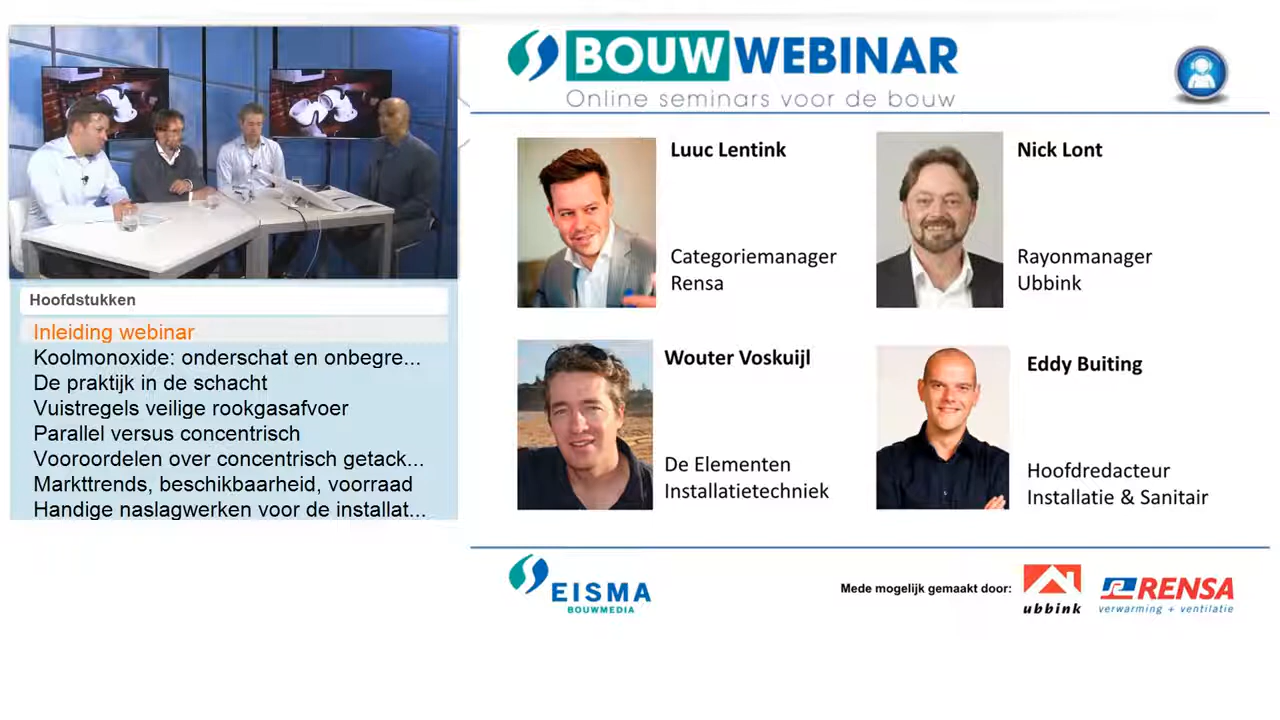 BOUWWEBINAR
Online seminars voor de bouw
Luuc Lentink
Categoriemanager
Rensa
Nick Lont
Rayonmanager
Ubbink
Wouter Voskuijl
De Elementen
Installatietechniek
Eddy Buiting
Hoofdredacteur
Installatie & Sanitair
Hoofdstukken
Inleiding webinar
Koolmonoxide: onderschat en onbegre...
De praktijk in de schacht
Vuistregels veilige rookgasafvoer
Parallel versus concentrisch
Vooroordelen over concentrisch getack...
Markttrends, beschikbaarheid, voorraad
Handige naslagwerken voor de installat...
EISMA
BOUWMEDIA
Mede mogelijk gemaakt door:
ubbink
RENSA
verwarming + ventilatie